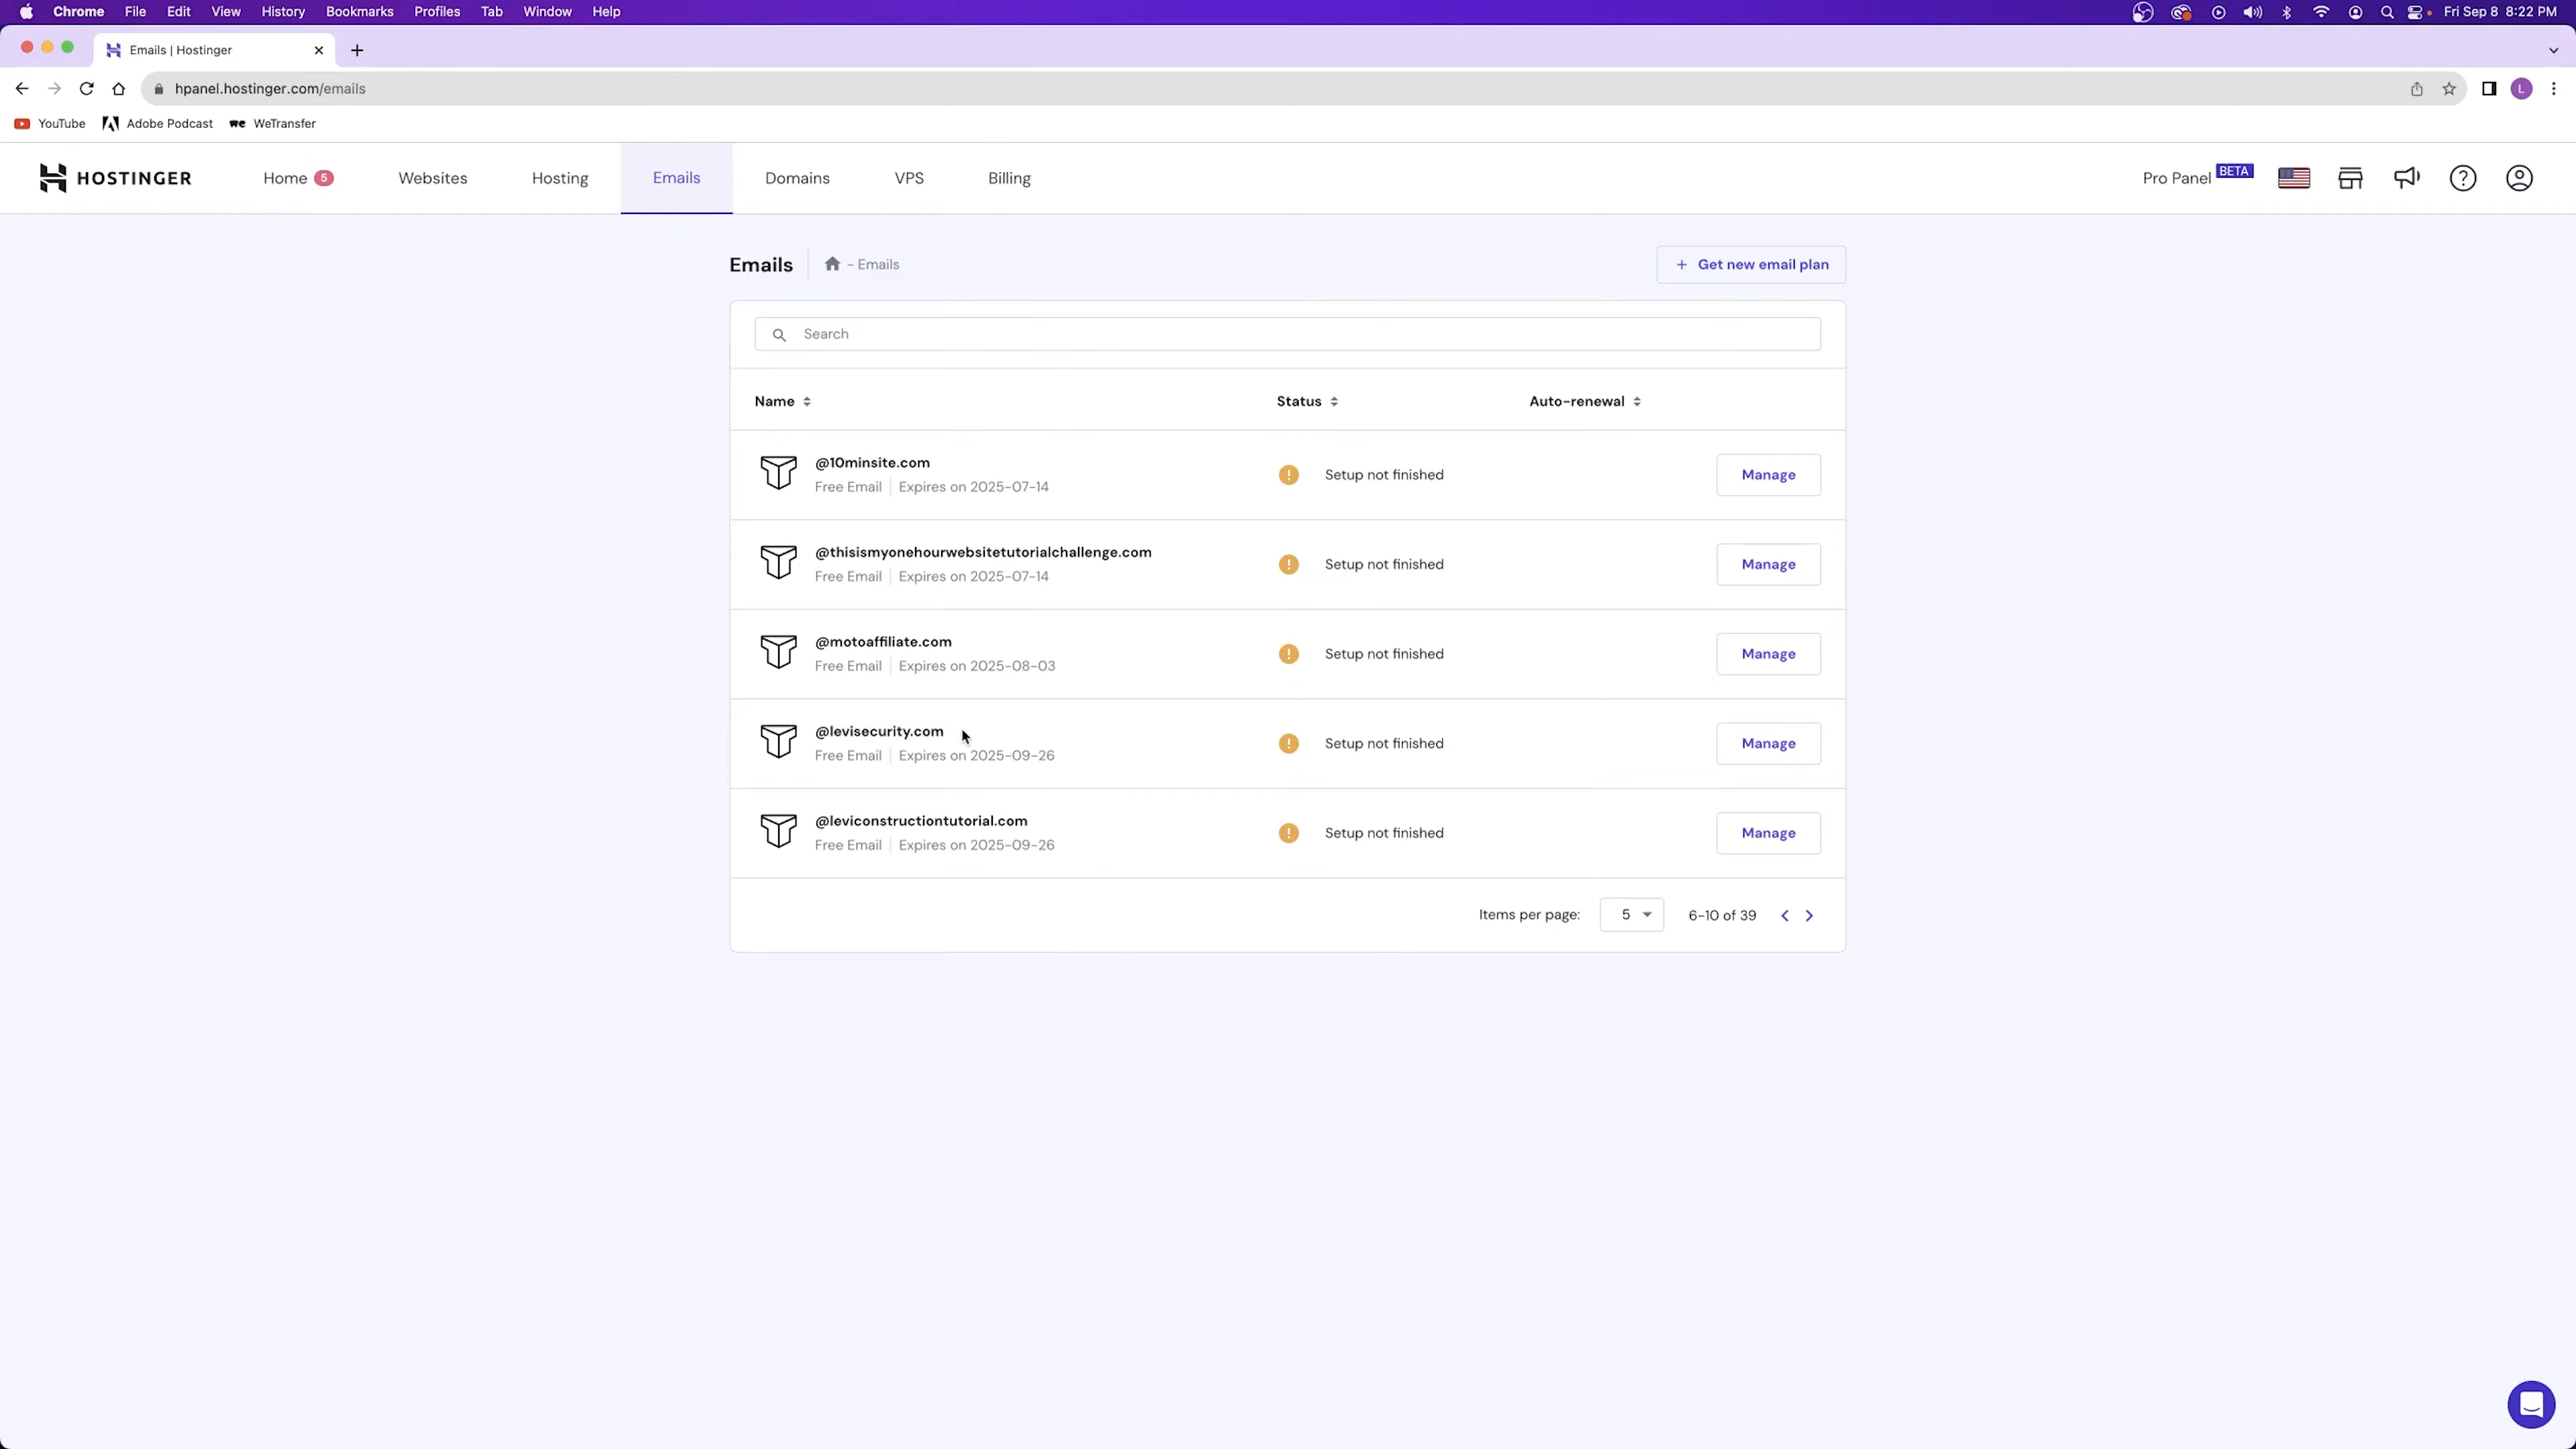 Chrome File Edit View History Bookmarks Profiles Tab Window Help Fri Sep 8 8:22 PM
Emails | Hostinger
hpanel.hostinger.com/emails L
YouTube Adobe Podcast WeTransfer
HOSTINGER Home 5 Websites Hosting Emails Domains VPS Billing Pro Panel BETA
Emails - Emails + Get new email plan
Search
Name Status Auto-renewal
@10minsite.com
Free Email Expires on 2025-07-14 Setup not finished Manage
@thisismyonehourwebsitetutorialchallenge.com
Free Email Expires on 2025-07-14 Setup not finished Manage
@motoaffiliate.com
Free Email Expires on 2025-08-03 Setup not finished Manage
@levisecurity.com
Free Email Expires on 2025-09-26 Setup not finished Manage
@leviconstructiontutorial.com
Free Email Expires on 2025-09-26 Setup not finished Manage
Items per page: 5 6-10 of 39